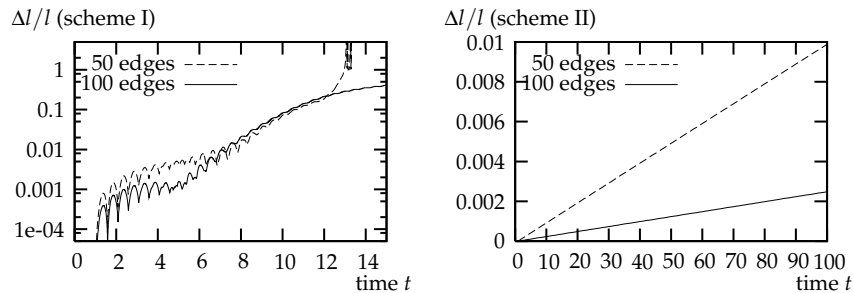 Δl/l (scheme I)
50 edges
100 edges
1
0.1
0.01
0.001
1e-04
0 2 4 6 8 10 12 14
time t
Δl/l (scheme II)
0.01
50 edges
100 edges
0.008
0.006
0.004
0.002
0
0 10 20 30 40 50 60 70 80 90 100
time t